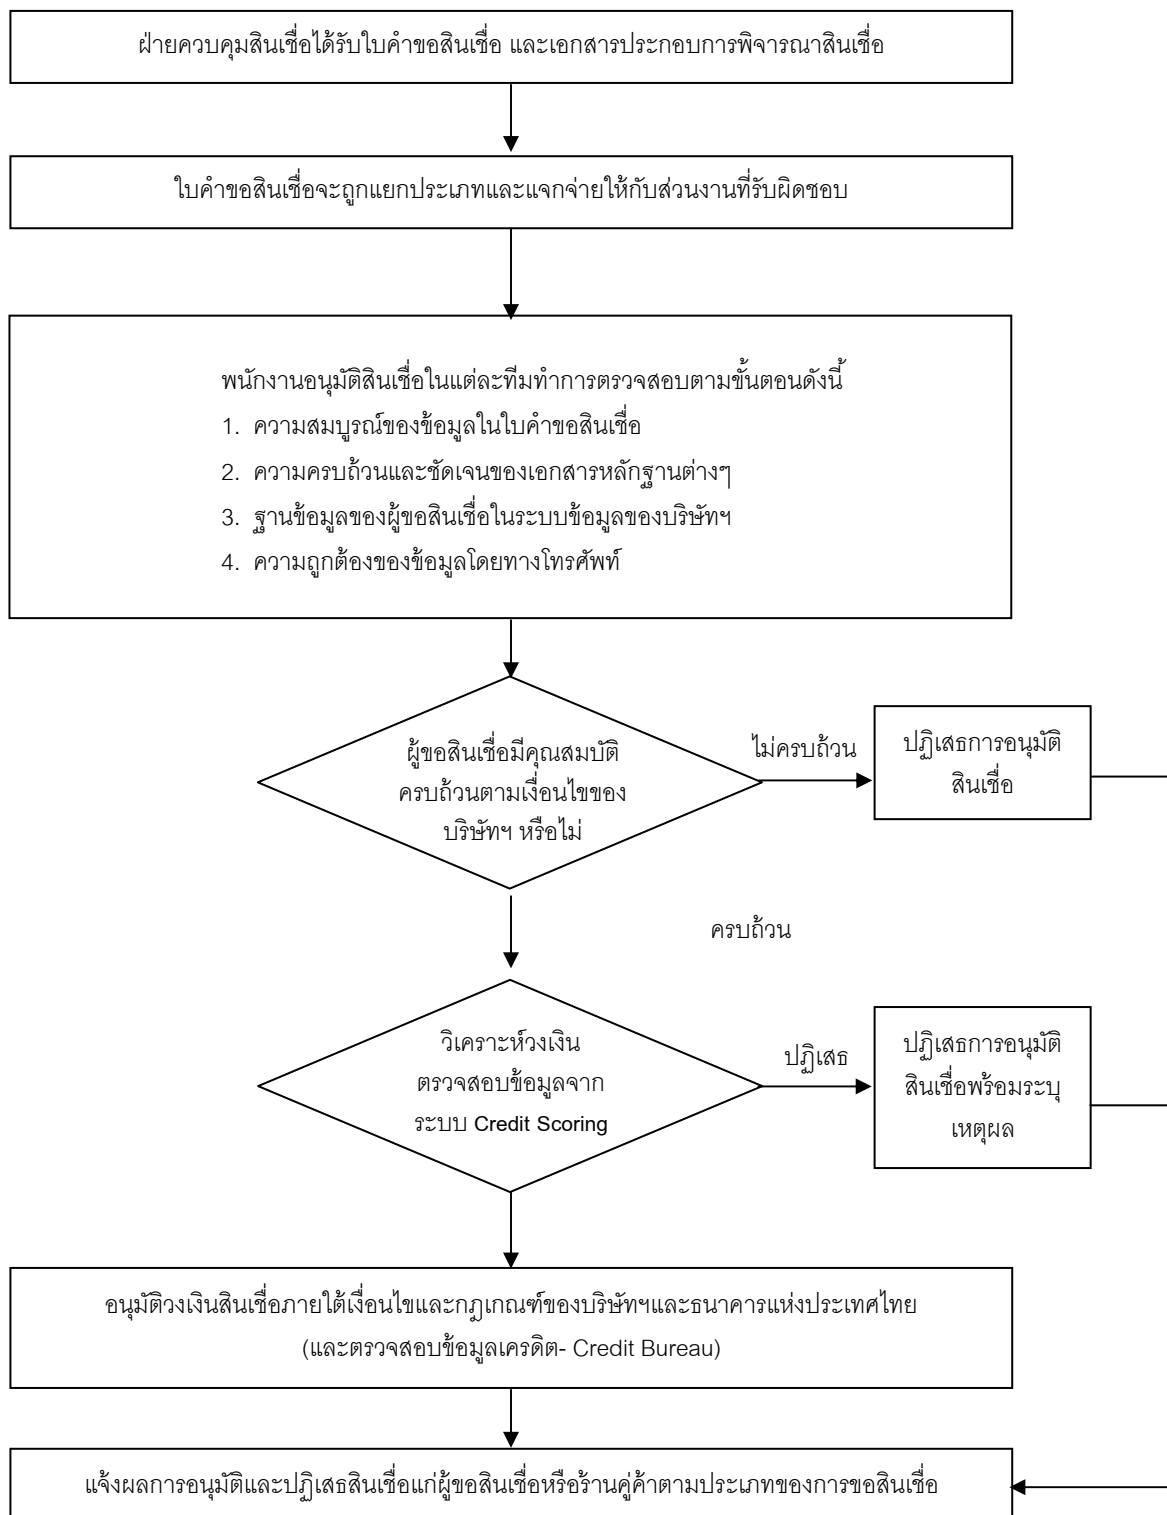 ฝ่ายควบคุมสินเชื่อได้รับใบคำขอสินเชื่อ และเอกสารประกอบการพิจารณาสินเชื่อ
ใบคำขอสินเชื่อจะถูกแยกประเภทและแจกจ่ายให้กับส่วนงานที่รับผิดชอบ
พนักงานอนุมัติสินเชื่อในแต่ละทีมทำการตรวจสอบตามขั้นตอนดังนี้
1. ความสมบูรณ์ของข้อมูลในใบคำขอสินเชื่อ
2. ความครบถ้วนและชัดเจนของเอกสารหลักฐานต่างๆ
3. ฐานข้อมูลของผู้ขอสินเชื่อในระบบข้อมูลของบริษัทฯ
4. ความถูกต้องของข้อมูลโดยทางโทรศัพท์
ผู้ขอสินเชื่อมีคุณสมบัติ
ครบถ้วนตามเงื่อนไขของ
บริษัทฯ หรือไม่
ไม่ครบถ้วน
ปฏิเสธการอนุมัติ
สินเชื่อ
ครบถ้วน
วิเคราะห์วงเงิน
ตรวจสอบข้อมูลจาก
ระบบ Credit Scoring
ปฏิเสธ
ปฏิเสธการอนุมัติ
สินเชื่อพร้อมระบุ
เหตุผล
อนุมัติวงเงินสินเชื่อภายใต้เงื่อนไขและกฎเกณฑ์ของบริษัทฯและธนาคารแห่งประเทศไทย
(และตรวจสอบข้อมูลเครดิต- Credit Bureau)
แจ้งผลการอนุมัติและปฏิเสธสินเชื่อแก่ผู้ขอสินเชื่อหรือร้านคู่ค้าตามประเภทของการขอสินเชื่อ